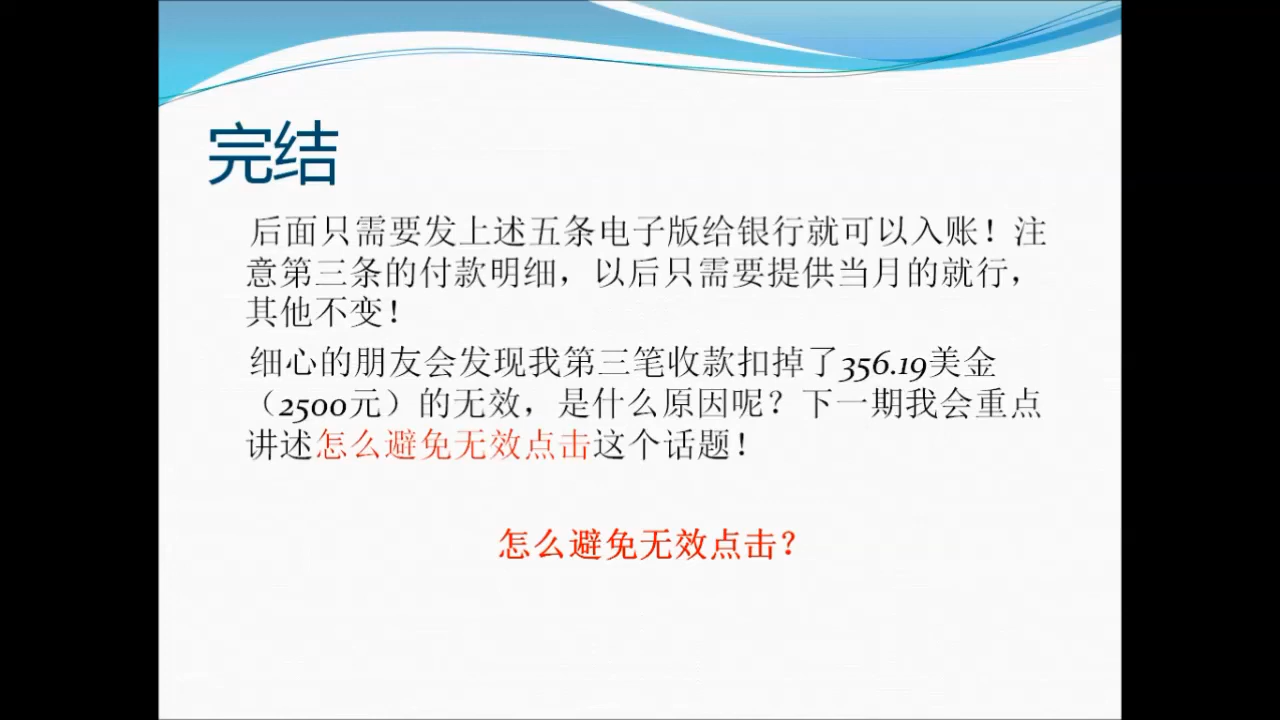 完结
后面只需要发上述五条电子版给银行就可以入账！注
意第三条的付款明细，以后只需要提供当月的就行，
其他不变！
细心的朋友会发现我第三笔收款扣掉了356.19美金
（2500元）的无效，是什么原因呢？下一期我会重点
讲述怎么避免无效点击这个话题！
怎么避免无效点击？